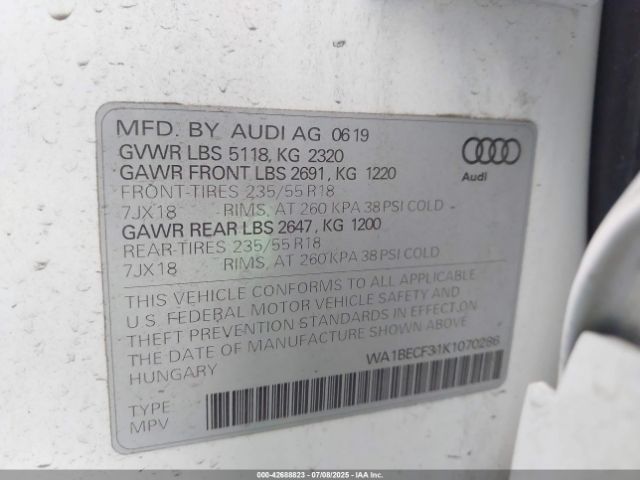 MFD. BY AUDI AG 0619
GVWR LBS 5118, KG 2320
GAWR FRONT LBS 2691, KG 1220
FRONT-TIRES 235/55 R18
7JX18 RIMS, AT 260 KPA 38 PSI COLD
GAWR REAR LBS 2647, KG 1200
REAR-TIRES 235/55 R18
7JX18 RIMS, AT 260 KPA 38 PSI COLD
THIS VEHICLE CONFORMS TO ALL APPLICABLE
U.S. FEDERAL MOTOR VEHICLE SAFETY AND
THEFT PREVENTION STANDARDS IN EFFECT ON
THE DATE OF MANUFACTURE SHOWN ABOVE
HUNGARY
WA1BECF34K1070286
TYPE
MPV
Audi
000-42688823 - 07/08/2025 - IAA Inc.